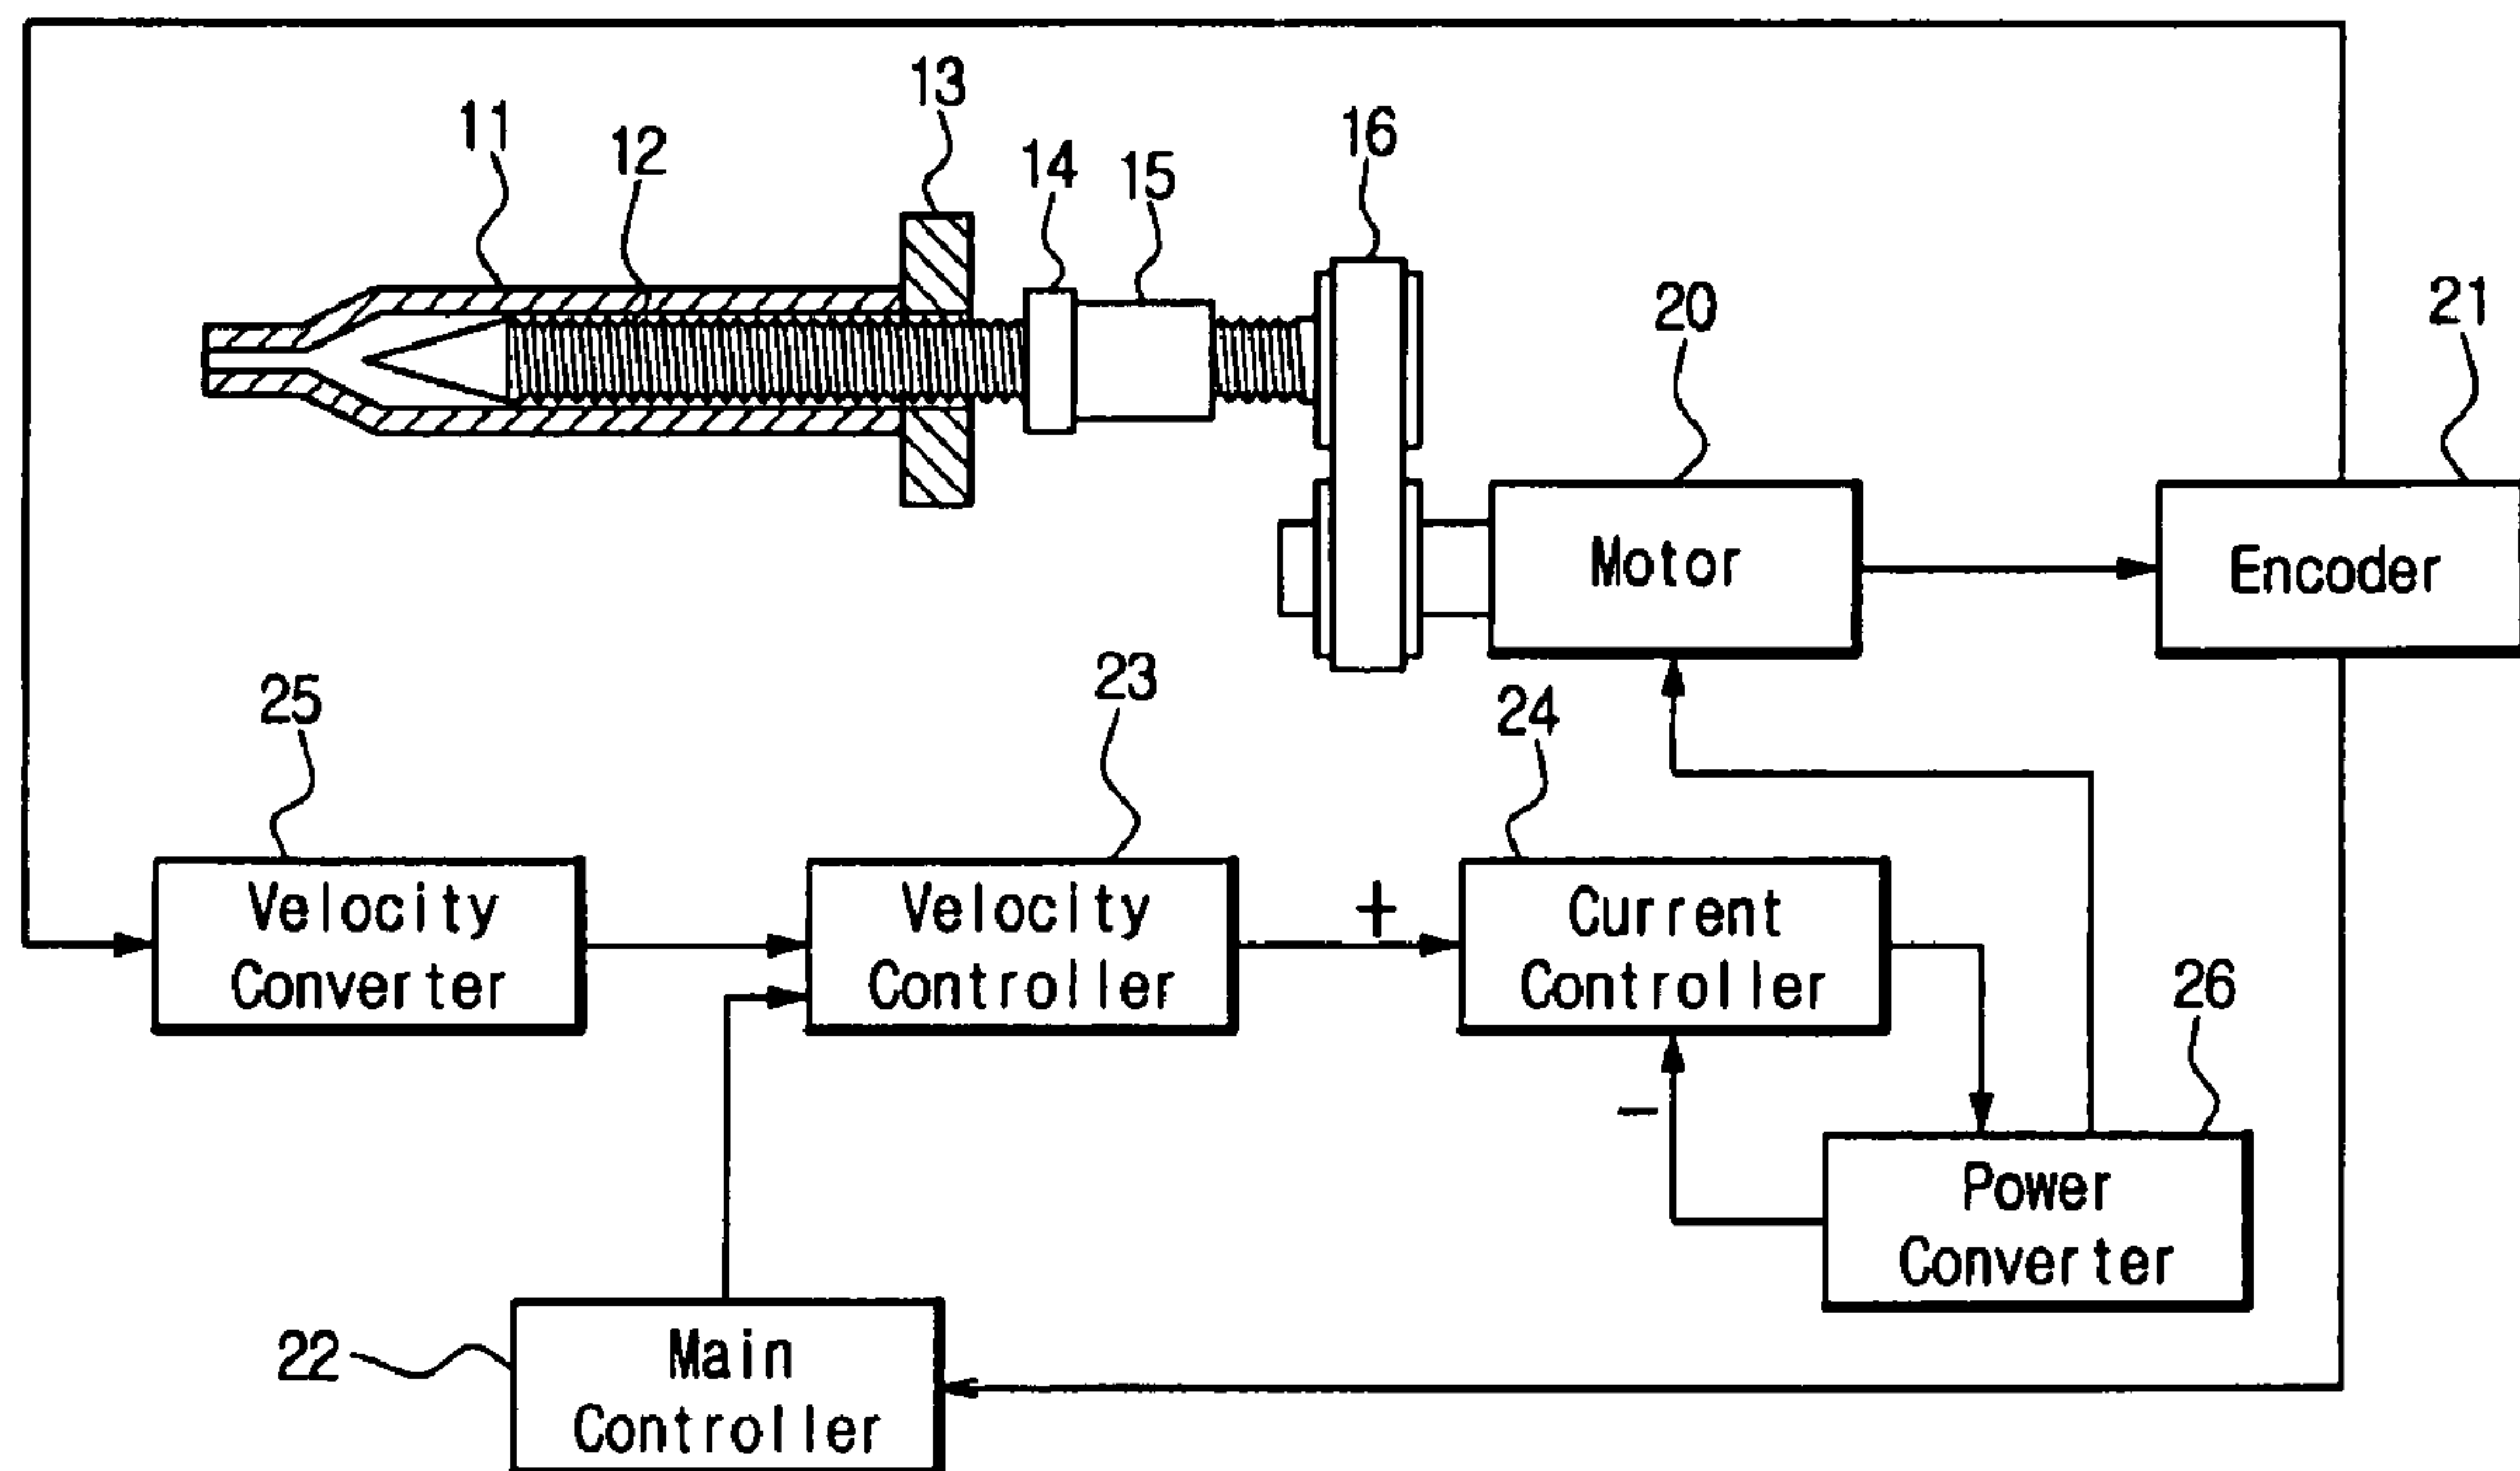 13
11
12
16
14
15
20
21
Motor
Encoder
25
23
24
Velocity
Converter
Velocity
Controller
+
Current
Controller
26
−
Power
Converter
22
Main
Controller